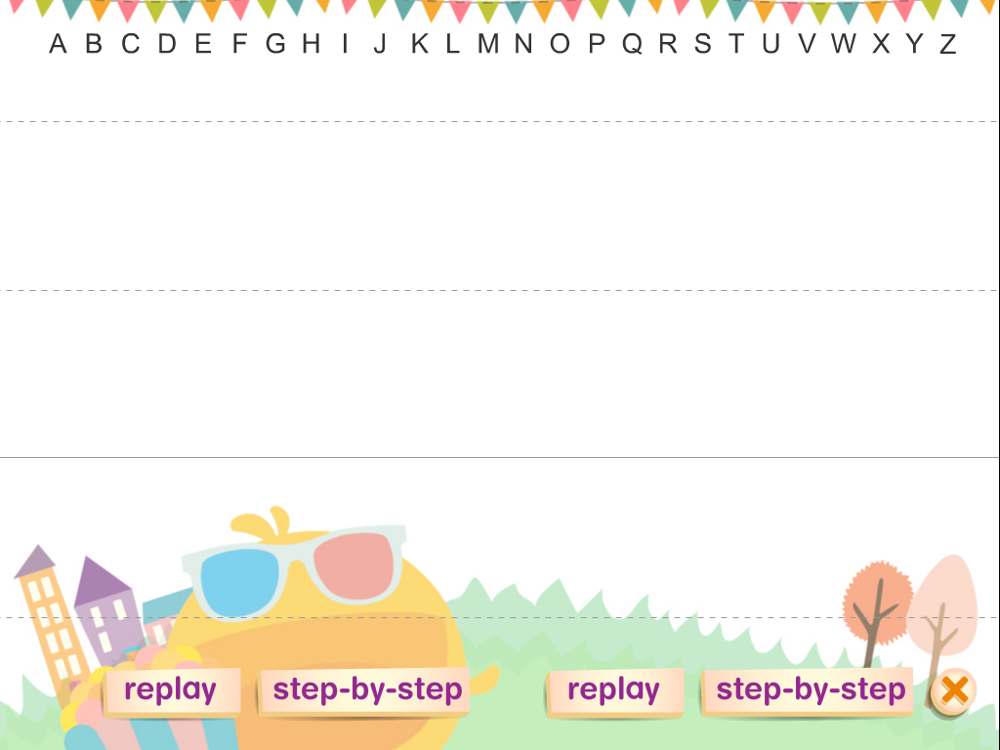 A B C D E F G H I J K L M N O P Q R S T U V W X Y Z
replay step-by-step replay step-by-step